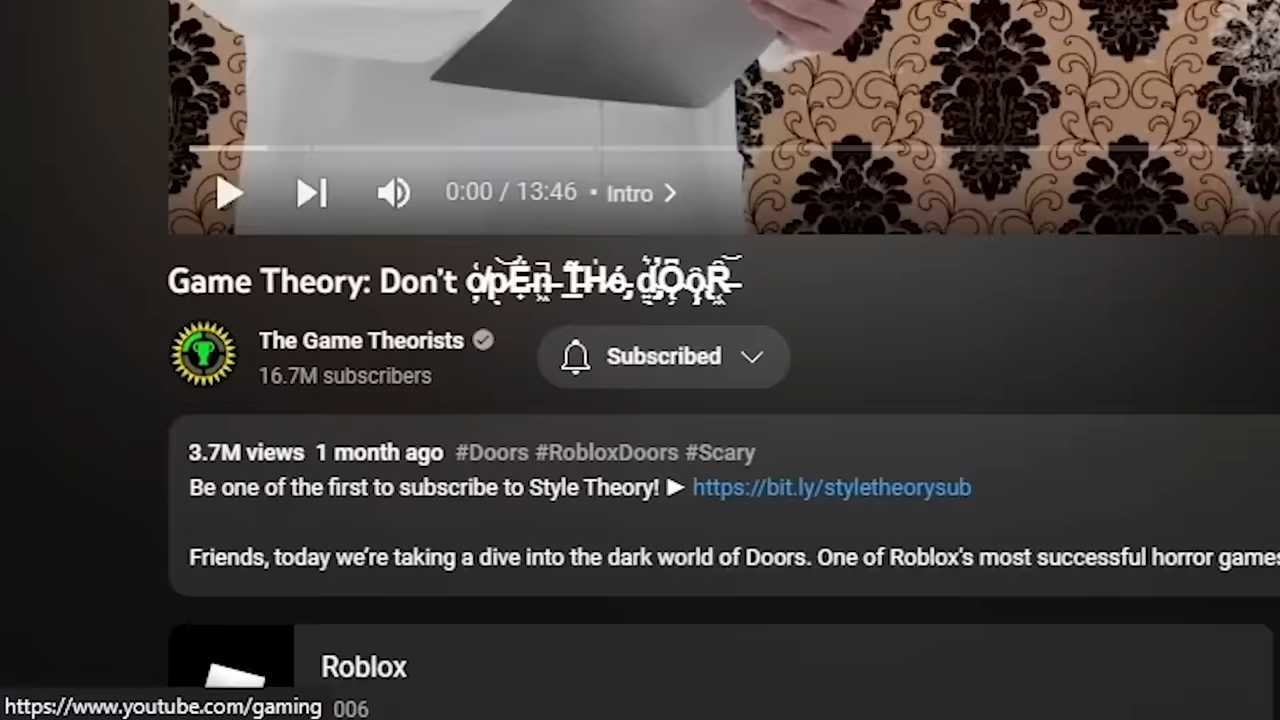 0:00 / 13:46 • Intro >
Game Theory: Don't opEn THe dOoR
The Game Theorists
16.7M subscribers
Subscribed
3.7M views 1 month ago #Doors #RobloxDoors #Scary
Be one of the first to subscribe to Style Theory! ► https://bit.ly/styletheorysub
Friends, today we're taking a dive into the dark world of Doors. One of Roblox's most successful horror games
Roblox
006
https://www.youtube.com/gaming